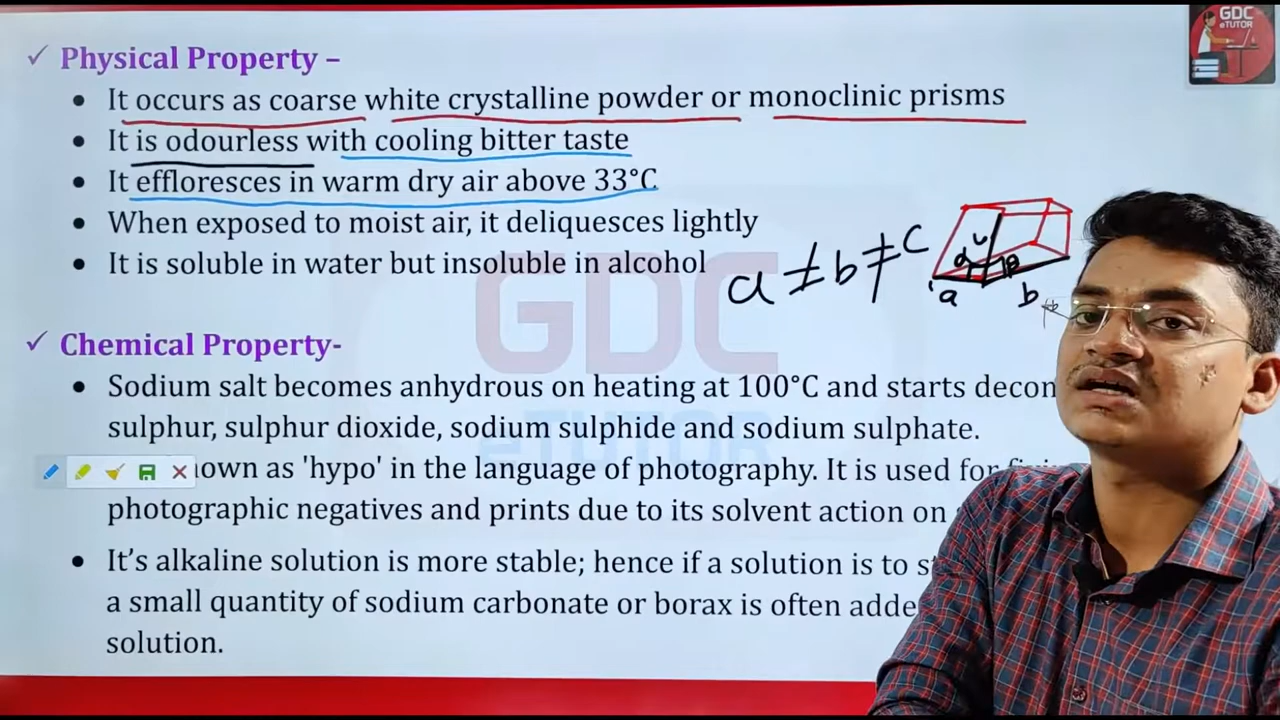 GDC
eTUTOR
✓ Physical Property –
• It occurs as coarse white crystalline powder or monoclinic prisms
• It is odourless with cooling bitter taste
• It effloresces in warm dry air above 33°C
• When exposed to moist air, it deliquesces lightly
• It is soluble in water but insoluble in alcohol
a ≠ b ≠ c
a b
GDC
eTUTOR
✓ Chemical Property-
• Sodium salt becomes anhydrous on heating at 100°C and starts decon
sulphur, sulphur dioxide, sodium sulphide and sodium sulphate.
own as 'hypo' in the language of photography. It is used for
photographic negatives and prints due to its solvent action on
• It's alkaline solution is more stable; hence if a solution is to s
a small quantity of sodium carbonate or borax is often adde
solution.